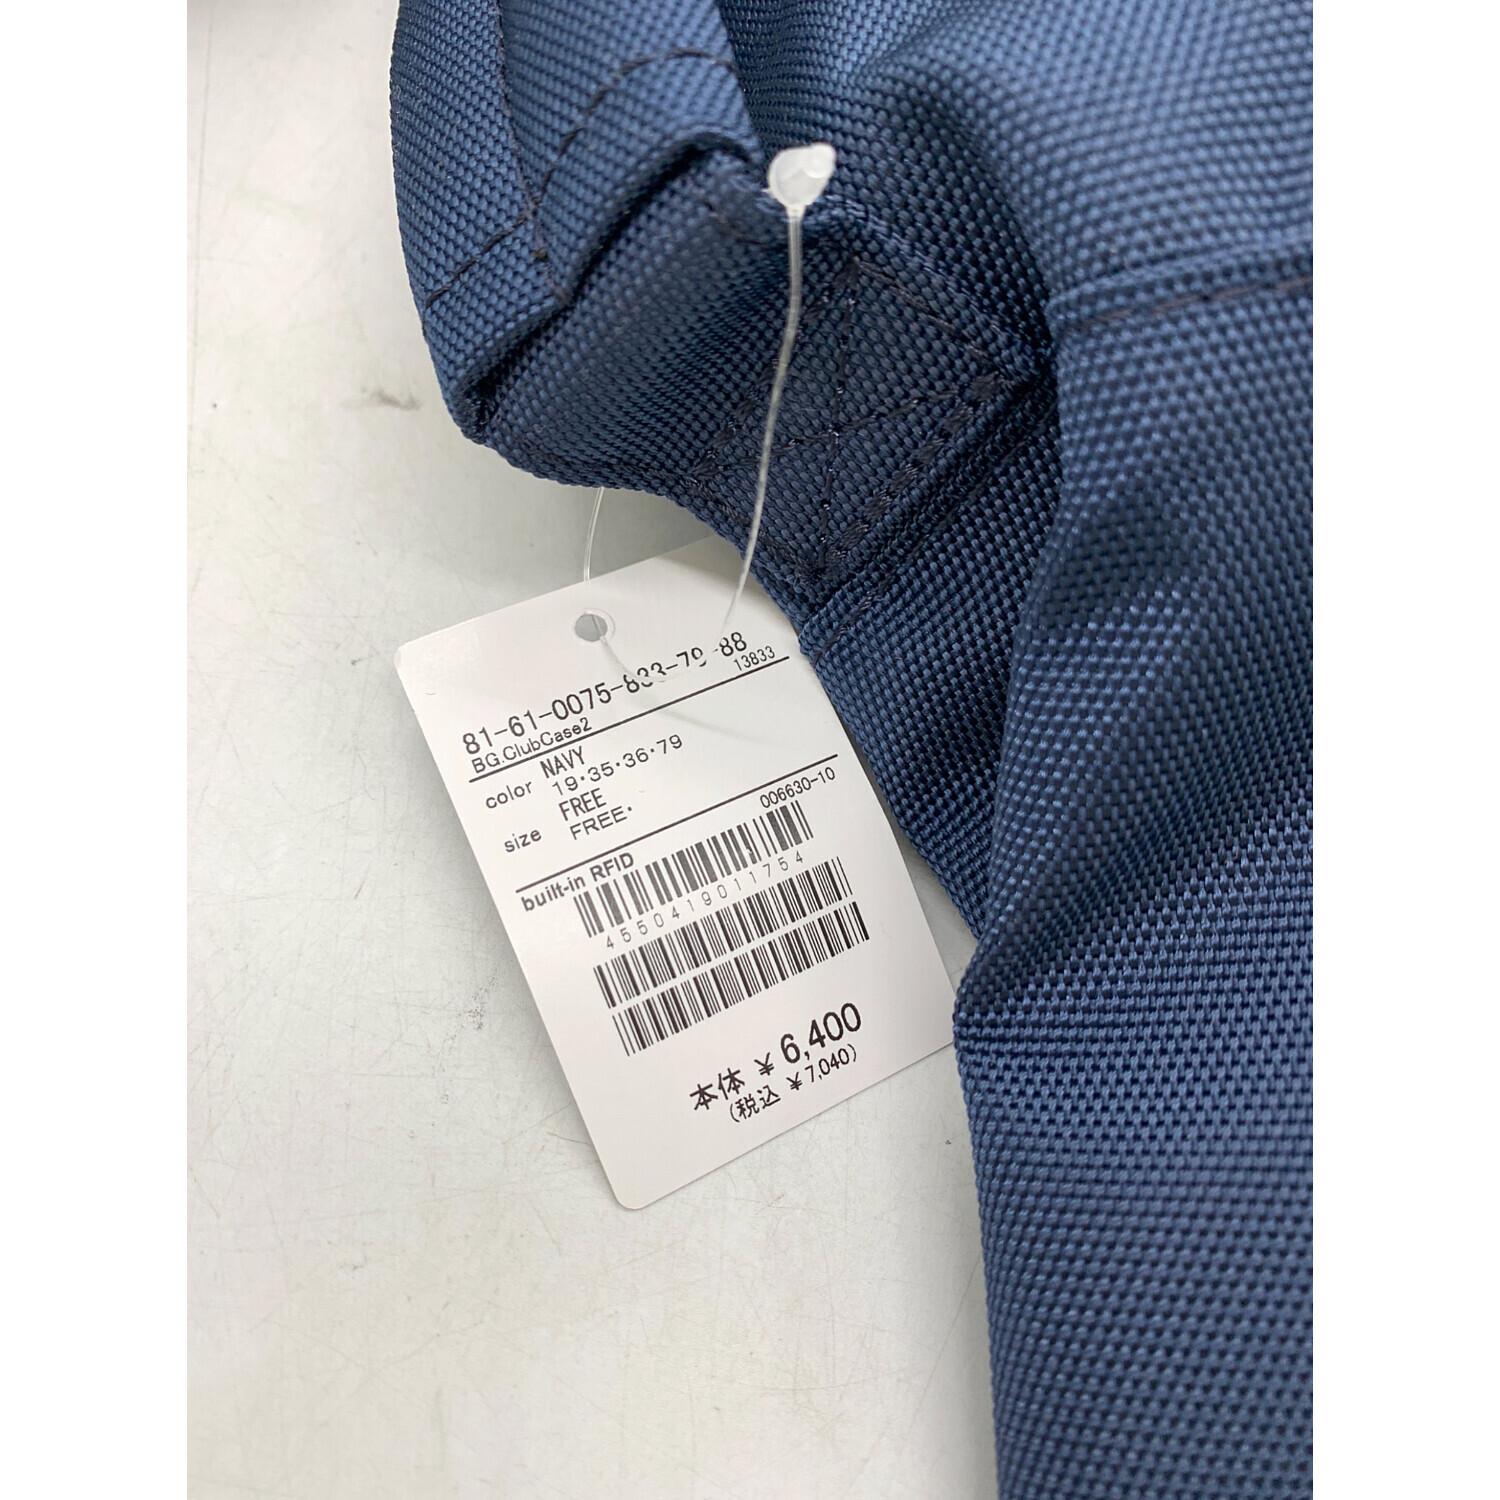 81-61-0075-833-79-88
BG.ClubCase2 13833
color NAVY
19·35·36·79
size FREE
FREE·
006630-10
built-in RFID
4550419011754
本体 ¥6,400
(税込 ¥7,040)